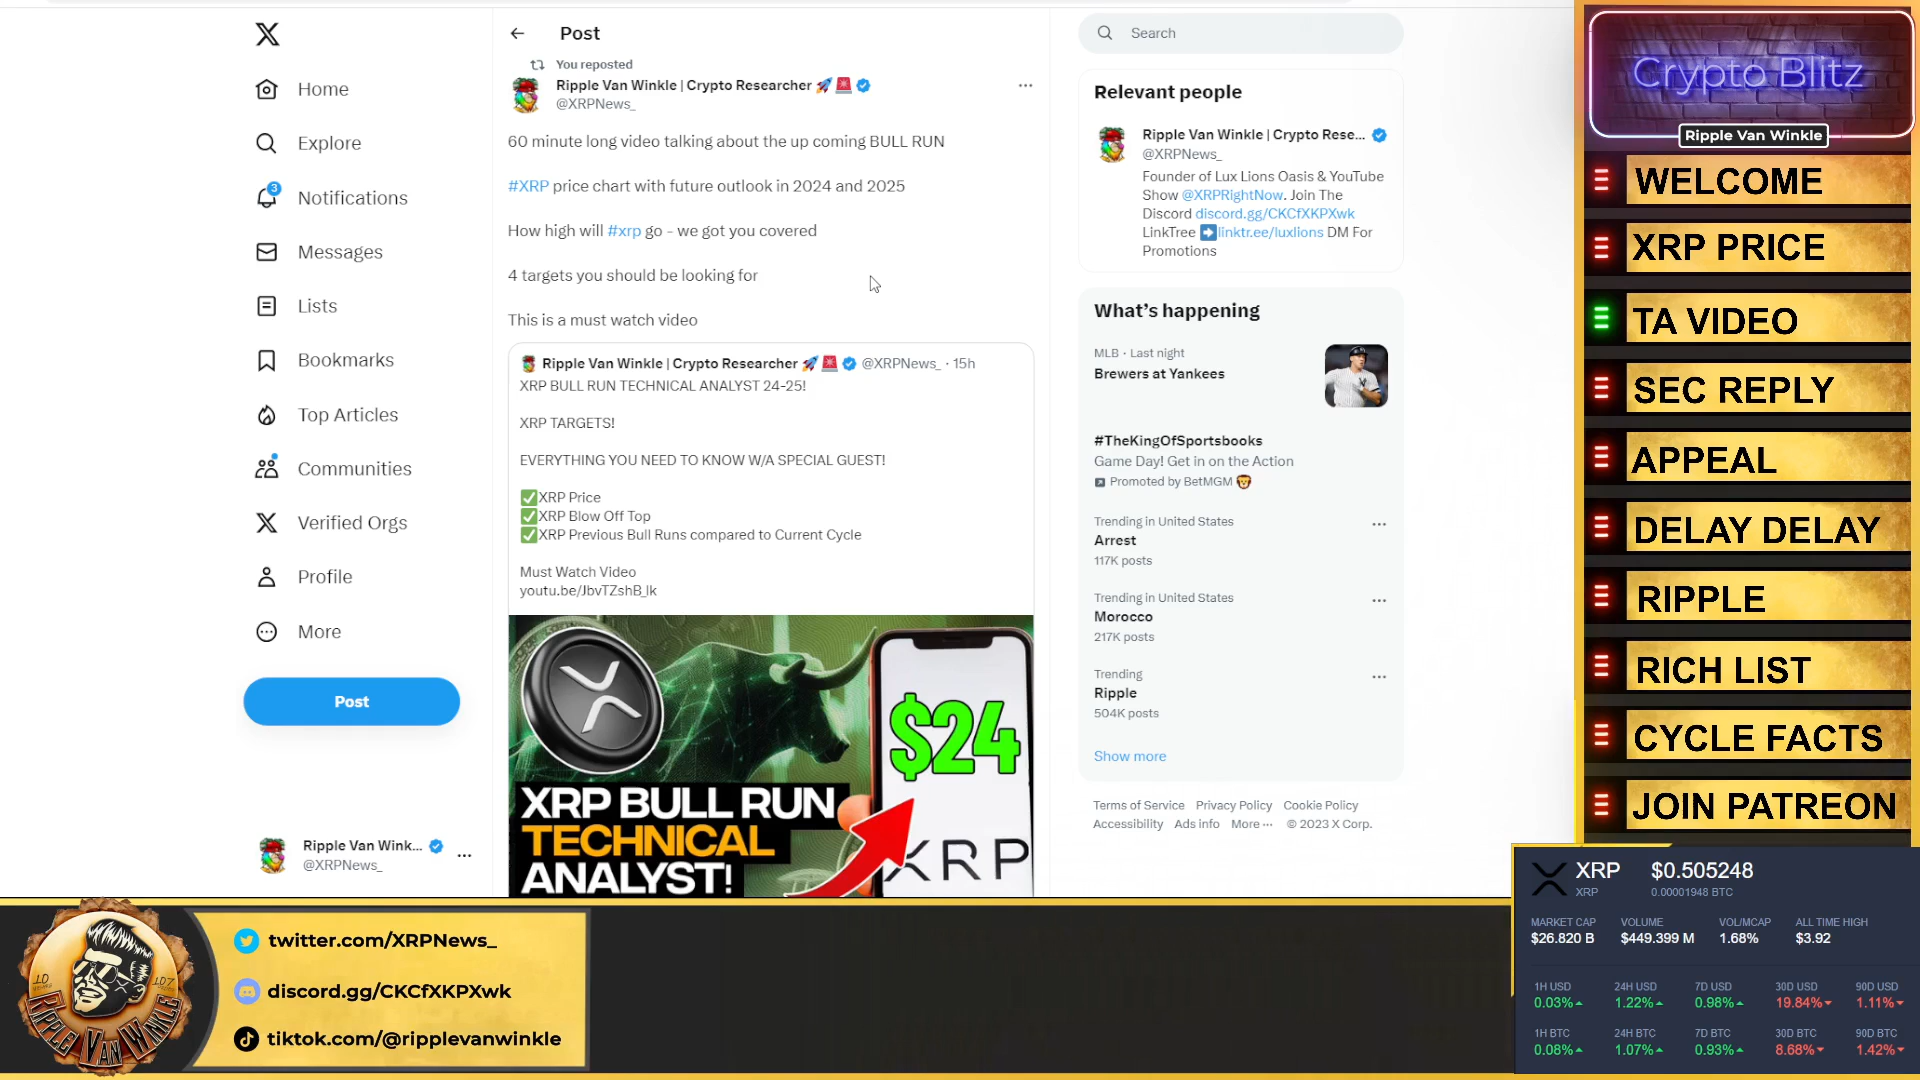 Home
Explore
3
Notifications
Messages
Lists
Bookmarks
Top Articles
Communities
Verified Orgs
Profile
More
Post
Ripple Van Wink...
@XRPNews_
Post
You reposted
Ripple Van Winkle | Crypto Researcher
@XRPNews_
60 minute long video talking about the up coming BULL RUN
#XRP price chart with future outlook in 2024 and 2025
How high will #xrp go - we got you covered
4 targets you should be looking for
This is a must watch video
Ripple Van Winkle | Crypto Researcher @XRPNews_ · 15h
XRP BULL RUN TECHNICAL ANALYST 24-25!
XRP TARGETS!
EVERYTHING YOU NEED TO KNOW W/A SPECIAL GUEST!
XRP Price
XRP Blow Off Top
XRP Previous Bull Runs compared to Current Cycle
Must Watch Video
youtu.be/JbvTZshB_lk
$24
XRP
XRP BULL RUN
TECHNICAL
ANALYST!
Search
Relevant people
Ripple Van Winkle | Crypto Rese...
@XRPNews_
Founder of Lux Lions Oasis & YouTube
Show @XRPRightNow. Join The
Discord discord.gg/CKCfXKPXwk
LinkTree linktr.ee/luxlions DM For
Promotions
What's happening
MLB · Last night
Brewers at Yankees
#TheKingOfSportsbooks
Game Day! Get in on the Action
Promoted by BetMGM
Trending in United States
Arrest
117K posts
Trending in United States
Morocco
217K posts
Trending
Ripple
504K posts
Show more
Terms of Service Privacy Policy Cookie Policy
Accessibility Ads info More ··· © 2023 X Corp.
Crypto Blitz
Ripple Van Winkle
WELCOME
XRP PRICE
TA VIDEO
SEC REPLY
APPEAL
DELAY DELAY
RIPPLE
RICH LIST
CYCLE FACTS
JOIN PATREON
XRP $0.505248
XRP 0.00001948 BTC
MARKET CAP VOLUME VOL/MCAP ALL TIME HIGH
$26.820 B $449.399 M 1.68% $3.92
1H USD 24H USD 7D USD 30D USD 90D USD
0.03% 1.22% 0.98% 19.84% 1.11%
1H BTC 24H BTC 7D BTC 30D BTC 90D BTC
0.08% 1.07% 0.93% 8.68% 1.42%
RIPPLE VAN WINKLE
twitter.com/XRPNews_
discord.gg/CKCfXKPXwk
tiktok.com/@ripplevanwinkle